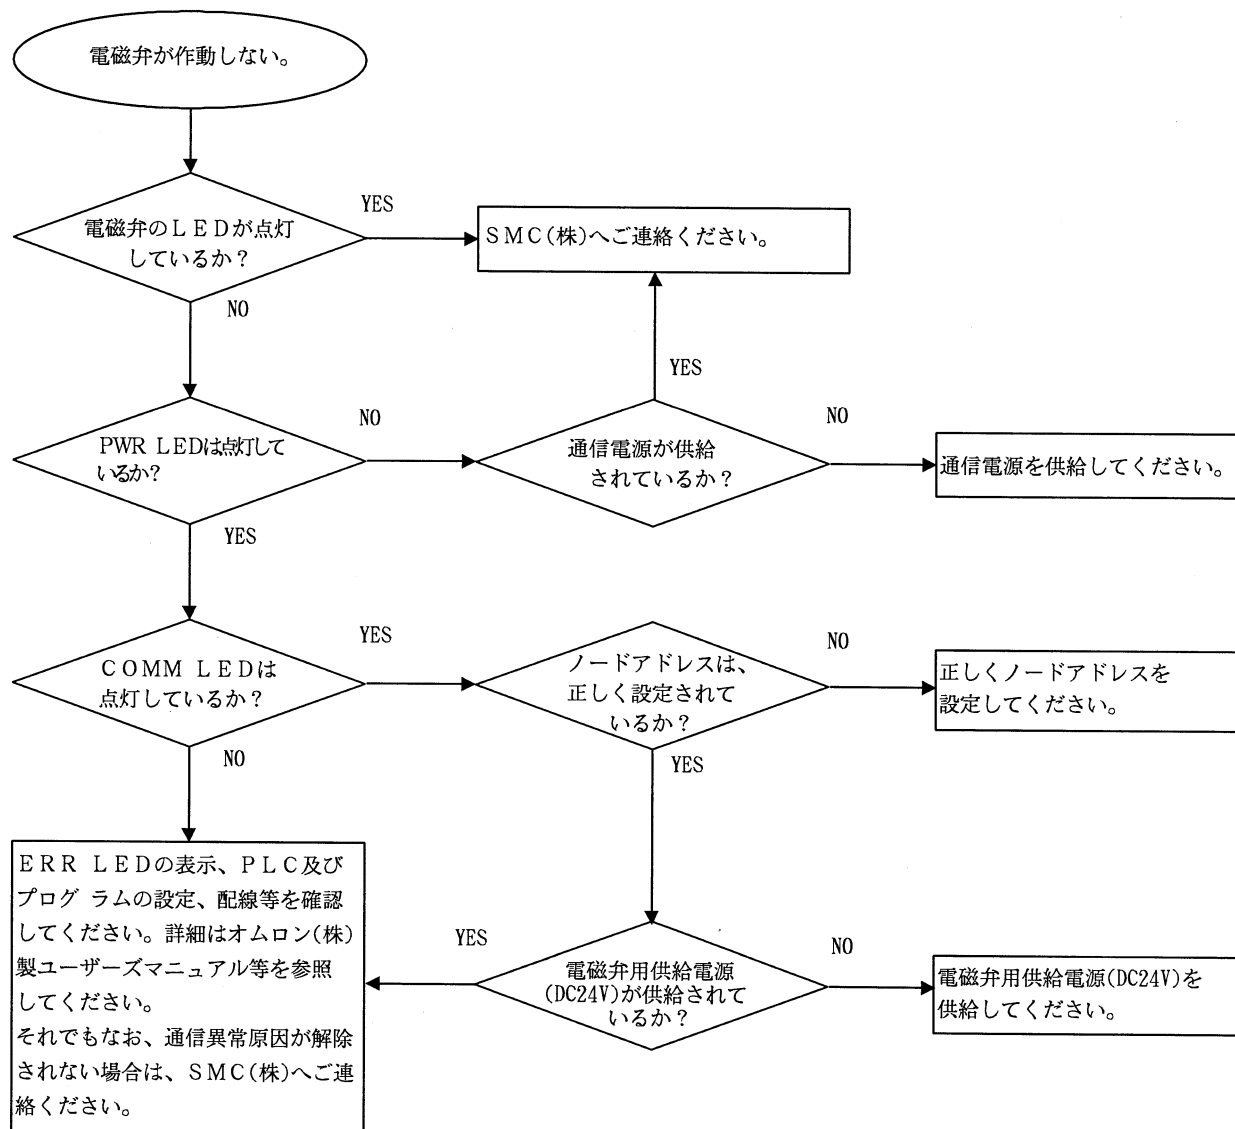 電磁弁が作動しない。
電磁弁のＬＥＤが点灯
しているか？
YES
ＳＭＣ(株)へご連絡ください。
NO
PWR LEDは点灯して
いるか？
NO
YES
通信電源が供給
されているか？
NO
通信電源を供給してください。
YES
ＣＯＭＭ ＬＥＤは
点灯しているか？
YES
ノードアドレスは、
正しく設定されて
いるか？
NO
正しくノードアドレスを
設定してください。
NO
YES
ＥＲＲ ＬＥＤの表示、ＰＬＣ及び
プログ ラムの設定、配線等を確認
してください。詳細はオムロン(株)
製ユーザーズマニュアル等を参照
してください。
それでもなお、通信異常原因が解除
されない場合は、ＳＭＣ(株)へご連
絡ください。
YES
電磁弁用供給電源
(DC24V)が供給されて
いるか？
NO
電磁弁用供給電源(DC24V)を
供給してください。